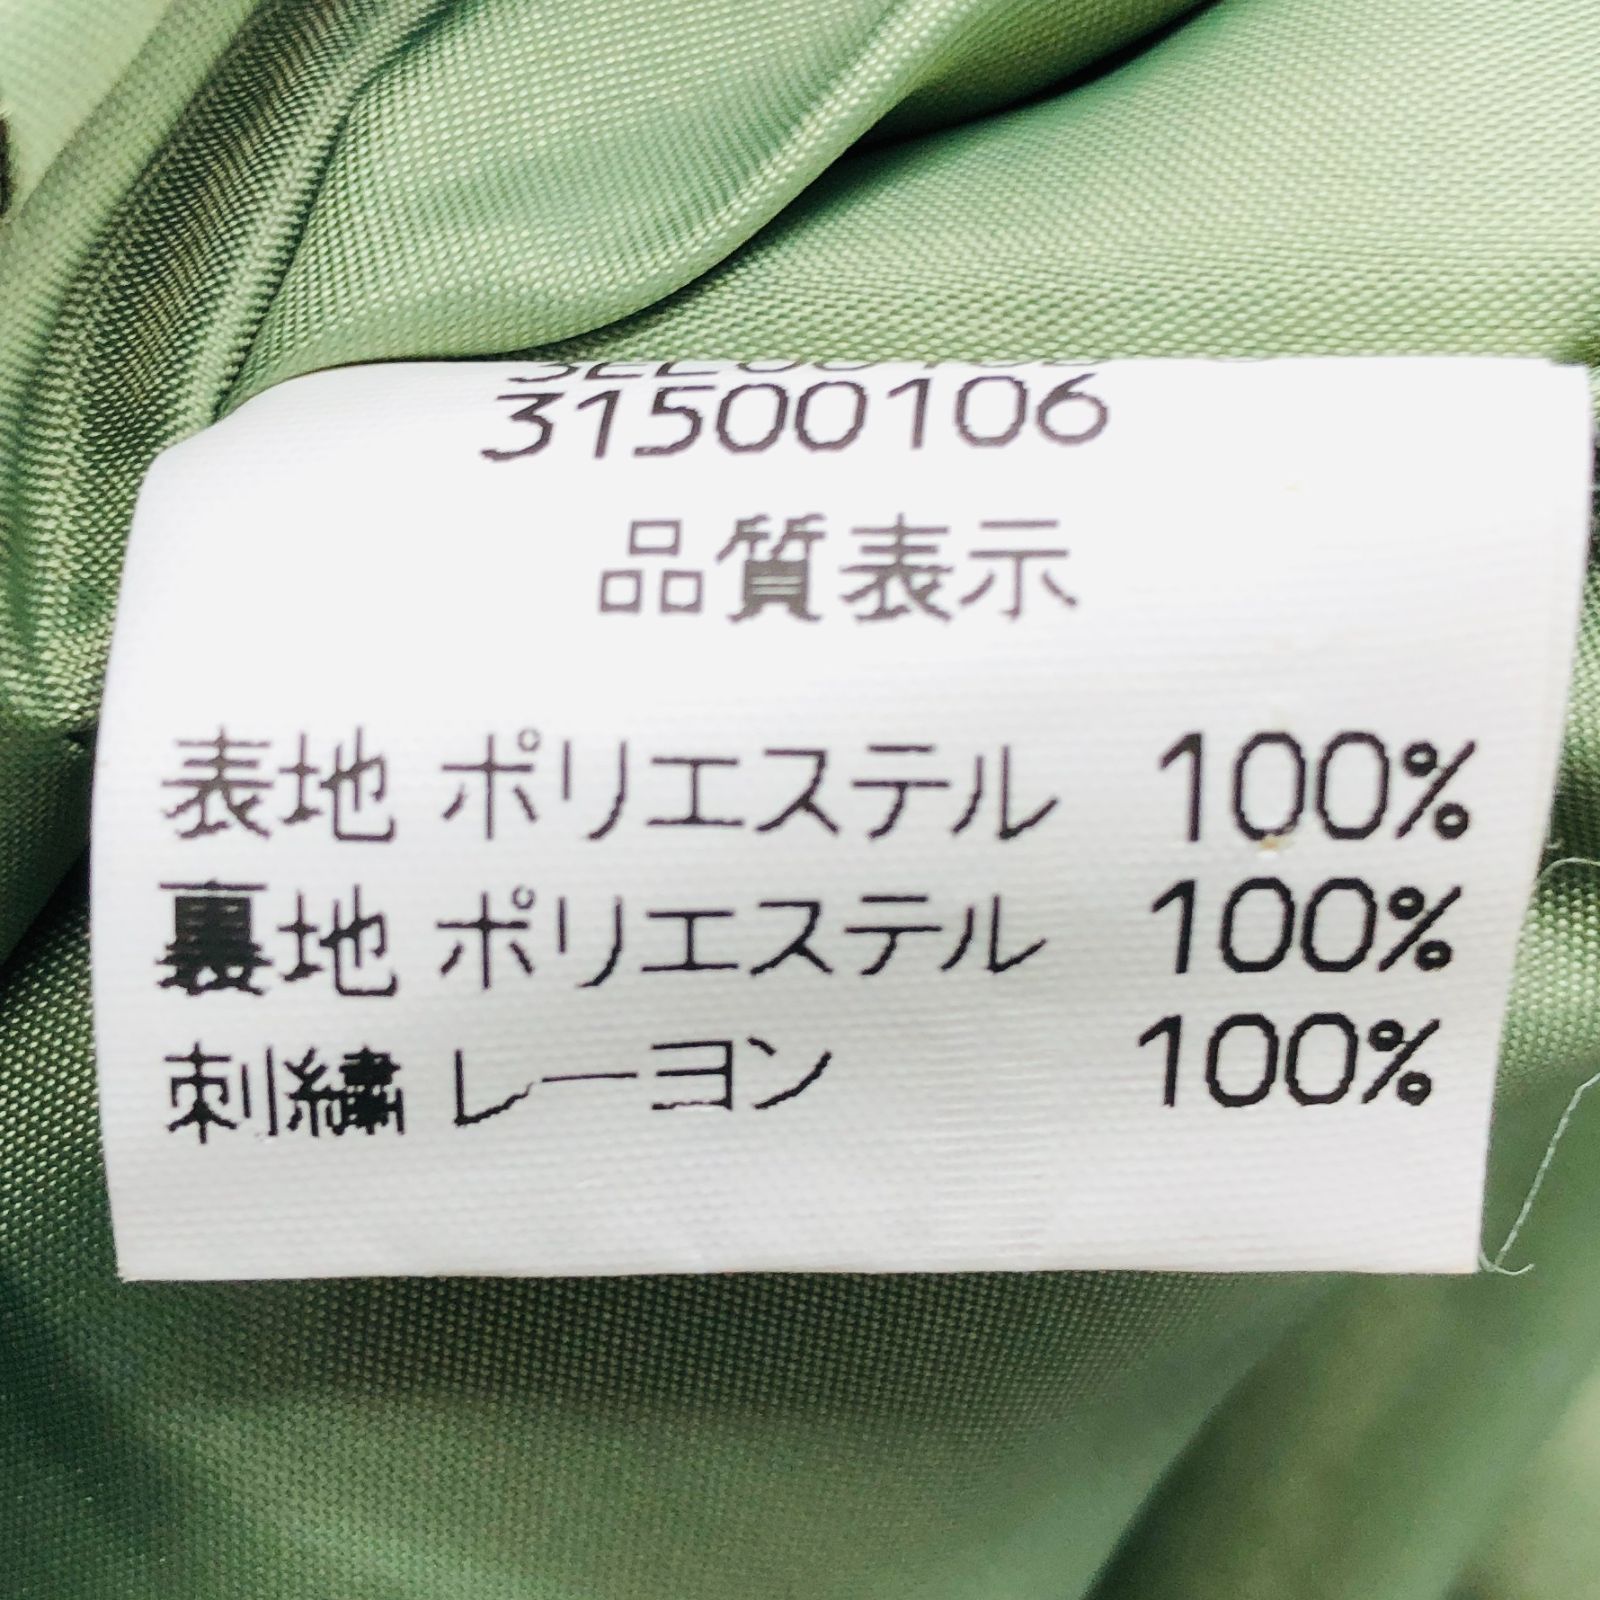 31500106
品質表示
表地 ポリエステル 100%
裏地 ポリエステル 100%
刺繍 レーヨン 100%